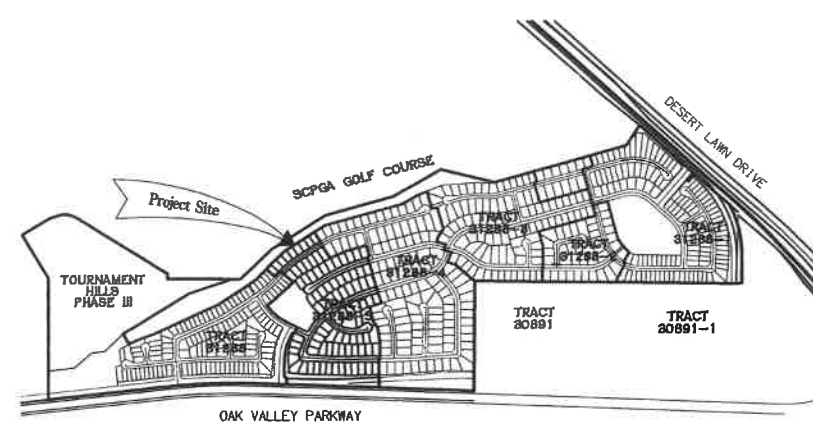 DESERT LAWN DRIVE
SCPGA GOLF COURSE
Project Site
TRACT
TRACT
TRACT
TRACT
TOURNAMENT
HILLS
PHASE III
TRACT
30891
TRACT
30891-1
TRACT
TRACT
OAK VALLEY PARKWAY